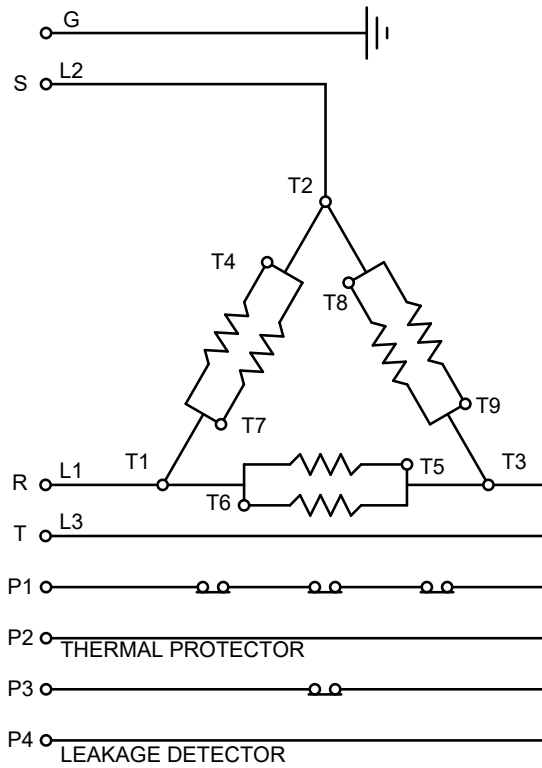 G
S L2
T2
T4
T8
T7
T9
T1 T5 T3
R L1
T6
T L3
P1
P2
THERMAL PROTECTOR
P3
P4
LEAKAGE DETECTOR